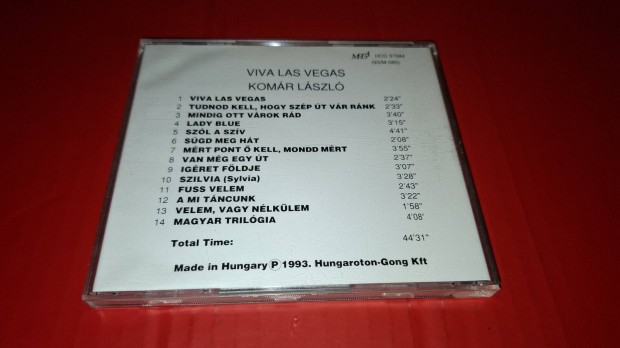 VIVA LAS VEGAS
KOMÁR LÁSZLÓ
1 VIVA LAS VEGAS 2'24"
2 TUDNOD KELL, HOGY SZÉP ÚT VÁR RÁNK 2'33"
3 MINDIG OTT VÁROK RÁD 3'40"
4 LADY BLUE 3'15"
5 SZÓL A SZÍV 4'41"
6 SÚGD MEG HÁT 2'08"
7 MÉRT PONT Ő KELL, MONDD MÉRT 3'55"
8 VAN MÉG EGY ÚT 2'37"
9 IGÉRET FÖLDJE 3'07"
10 SZILVIA (Sylvia) 3'28"
11 FUSS VELEM 2'43"
12 A MI TÁNCUNK 3'22"
13 VELEM, VAGY NÉLKÜLEM 1'58"
14 MAGYAR TRILÓGIA 4'08'
Total Time: 44'31"
Made in Hungary Ⓟ 1993. Hungaroton-Gong Kft